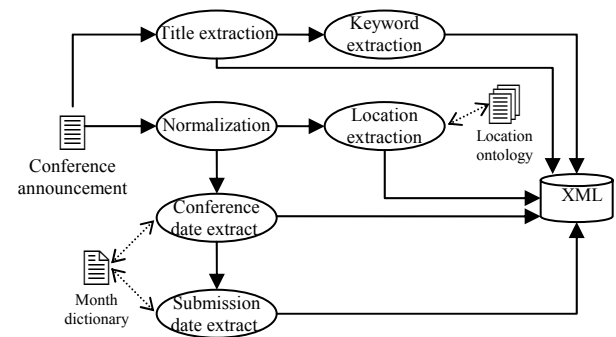 Title extraction
Keyword
extraction
Normalization
Location
extraction
Location
ontology
Conference
announcement
XML
Conference
date extract
Month
dictionary
Submission
date extract